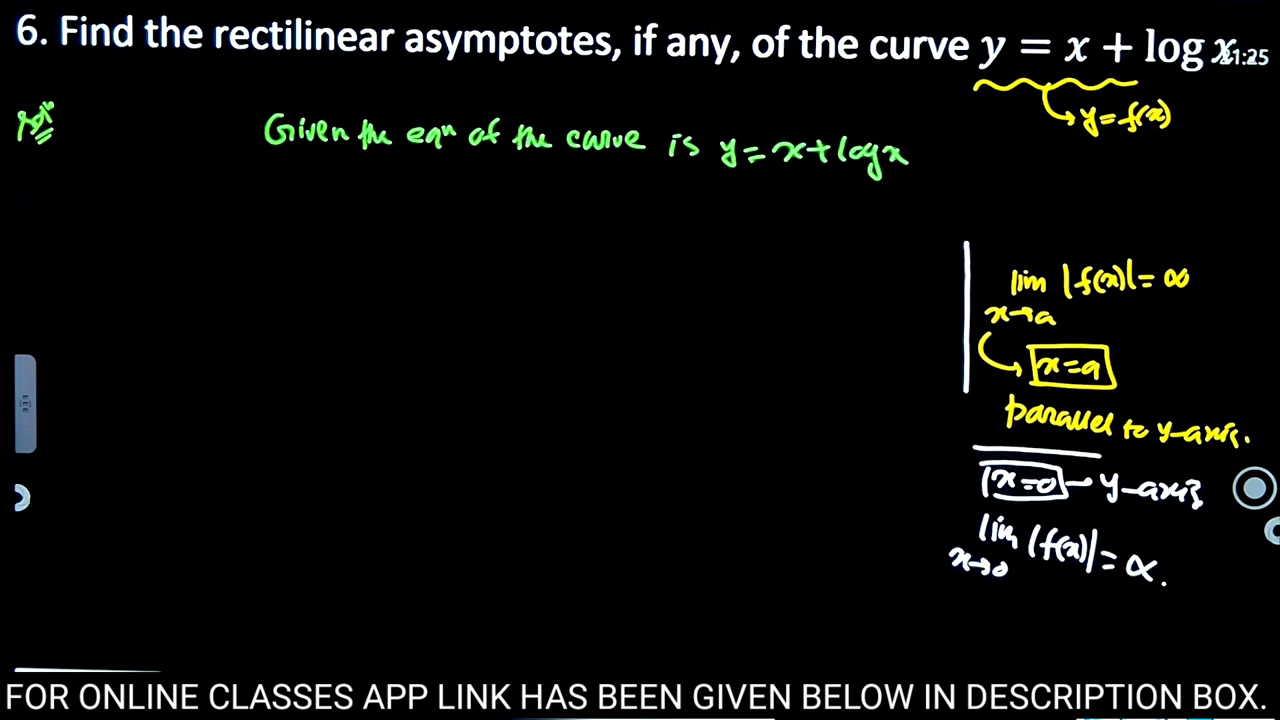 6. Find the rectilinear asymptotes, if any, of the curve y = x + log x
y = f(x)
Given the eqⁿ of the curve is y = x + log x
lim |f(x)| = ∞
x→a
x = a
parallel to y-axis.
x = 0 → y-axis
lim |f(x)| = ∝.
x→0
FOR ONLINE CLASSES APP LINK HAS BEEN GIVEN BELOW IN DESCRIPTION BOX.